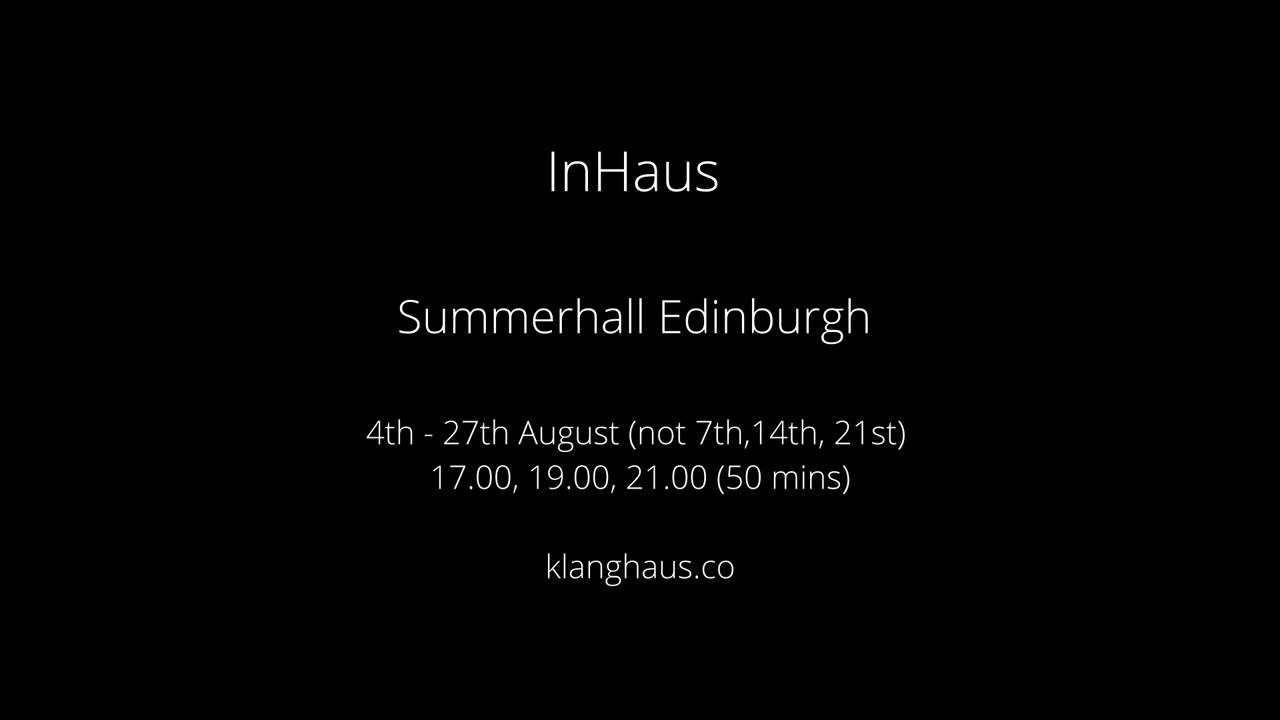 InHaus
Summerhall Edinburgh
4th - 27th August (not 7th,14th, 21st)
17.00, 19.00, 21.00 (50 mins)
klanghaus.co